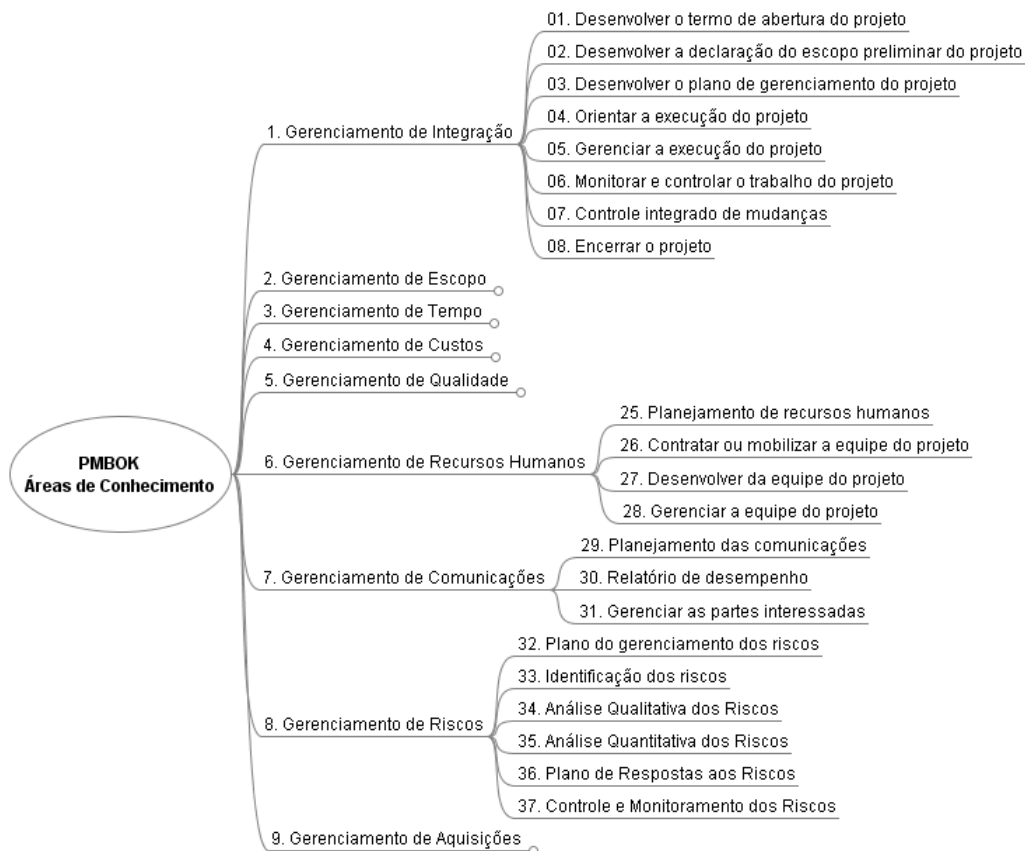 PMBOK
Áreas de Conhecimento
1. Gerenciamento de Integração
01. Desenvolver o termo de abertura do projeto
02. Desenvolver a declaração do escopo preliminar do projeto
03. Desenvolver o plano de gerenciamento do projeto
04. Orientar a execução do projeto
05. Gerenciar a execução do projeto
06. Monitorar e controlar o trabalho do projeto
07. Controle integrado de mudanças
08. Encerrar o projeto
2. Gerenciamento de Escopo
3. Gerenciamento de Tempo
4. Gerenciamento de Custos
5. Gerenciamento de Qualidade
6. Gerenciamento de Recursos Humanos
25. Planejamento de recursos humanos
26. Contratar ou mobilizar a equipe do projeto
27. Desenvolver da equipe do projeto
28. Gerenciar a equipe do projeto
7. Gerenciamento de Comunicações
29. Planejamento das comunicações
30. Relatório de desempenho
31. Gerenciar as partes interessadas
8. Gerenciamento de Riscos
32. Plano do gerenciamento dos riscos
33. Identificação dos riscos
34. Análise Qualitativa dos Riscos
35. Análise Quantitativa dos Riscos
36. Plano de Respostas aos Riscos
37. Controle e Monitoramento dos Riscos
9. Gerenciamento de Aquisições